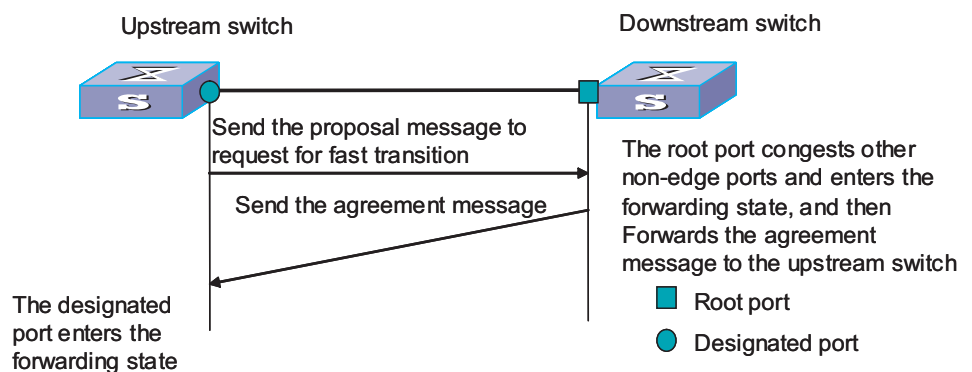 Upstream switch
Downstream switch
S
S
Send the proposal message to
request for fast transition
Send the agreement message
The root port congests other
non-edge ports and enters the
forwarding state, and then
Forwards the agreement
message to the upstream switch
Root port
Designated port
The designated
port enters the
forwarding state